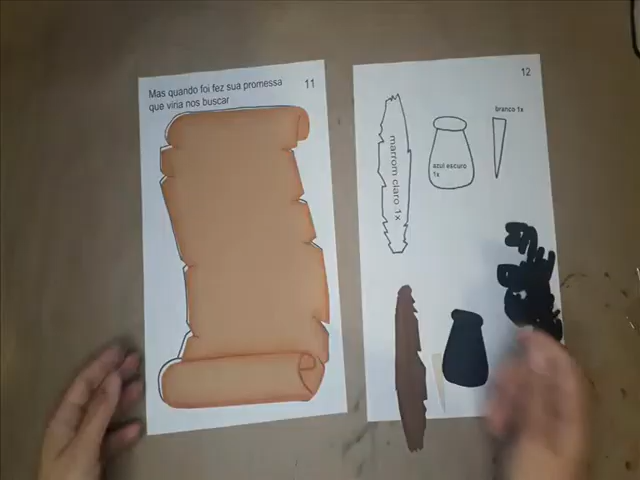 Mas quando foi fez sua promessa
que viria nos buscar
11
12
branco 1x
marrom claro 1x
azul escuro
1x